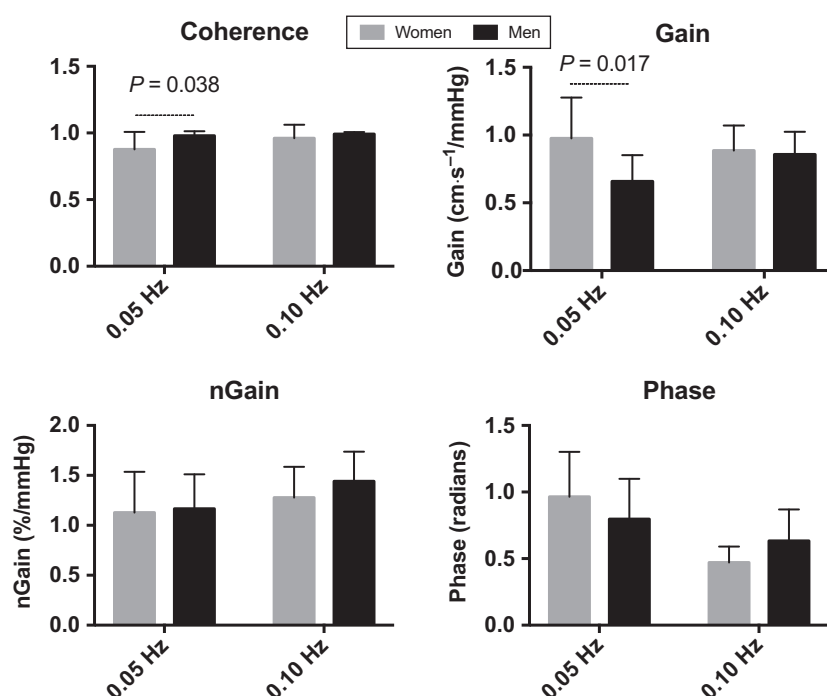 Coherence
Women
Men
Gain
1.5
1.0
0.5
0.0
P = 0.038
0.05 Hz
0.10 Hz
Gain (cm·s⁻¹/mmHg)
1.5
1.0
0.5
0.0
P = 0.017
0.05 Hz
0.10 Hz
nGain
nGain (%/mmHg)
2.0
1.5
1.0
0.5
0.0
0.05 Hz
0.10 Hz
Phase
Phase (radians)
1.5
1.0
0.5
0.0
0.05 Hz
0.10 Hz